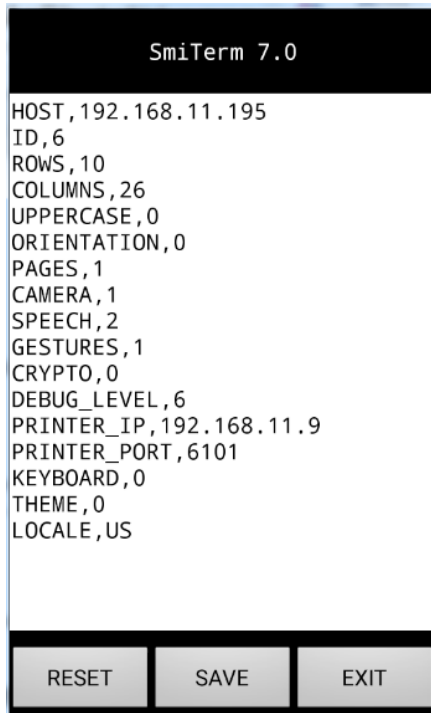 SmiTerm 7.0
HOST,192.168.11.195
ID,6
ROWS,10
COLUMNS,26
UPPERCASE,0
ORIENTATION,0
PAGES,1
CAMERA,1
SPEECH,2
GESTURES,1
CRYPTO,0
DEBUG_LEVEL,6
PRINTER_IP,192.168.11.9
PRINTER_PORT,6101
KEYBOARD,0
THEME,0
LOCALE,US
RESET SAVE EXIT